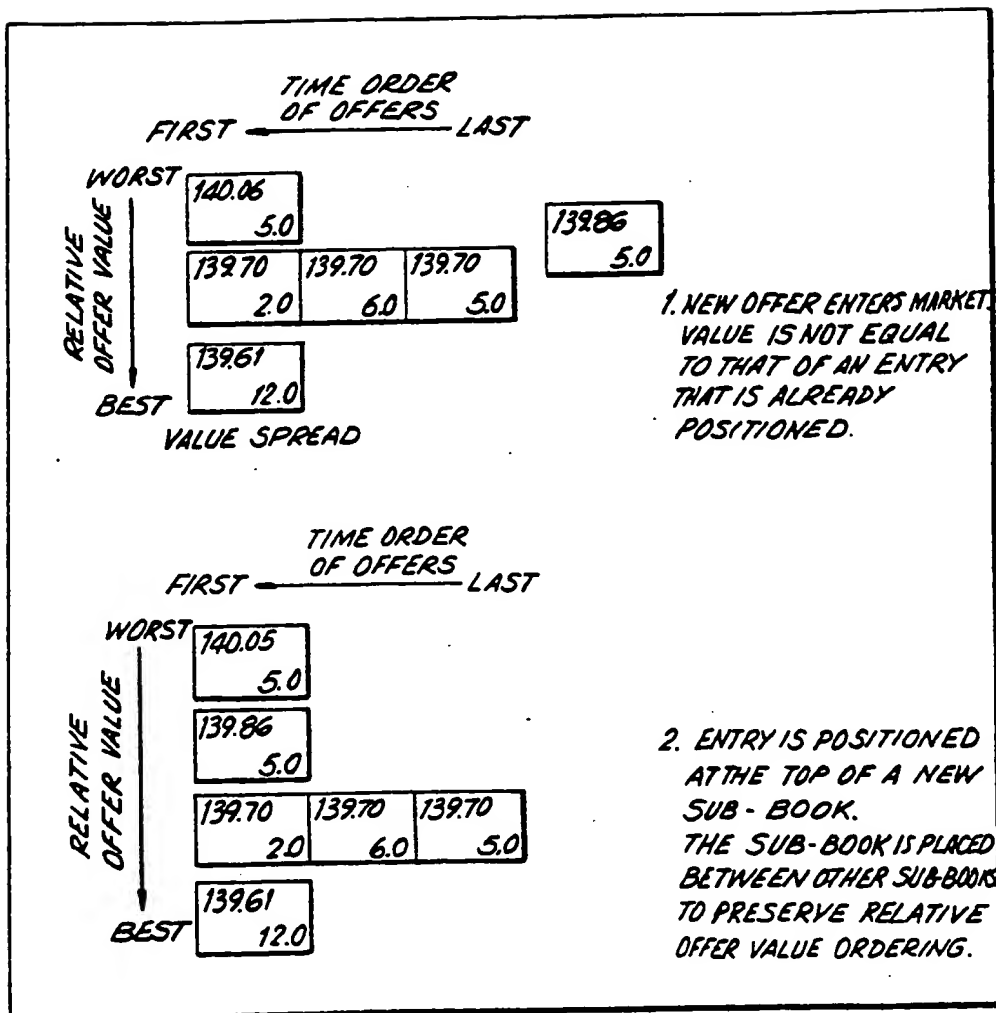 TIME ORDER
OF OFFERS
FIRST LAST
WORST
RELATIVE
OFFER VALUE
BEST
140.06
5.0
139.70 139.70 139.70
2.0 6.0 5.0
139.61
12.0
VALUE SPREAD
139.86
5.0
1. NEW OFFER ENTERS MARKET.
VALUE IS NOT EQUAL
TO THAT OF AN ENTRY
THAT IS ALREADY
POSITIONED.
TIME ORDER
OF OFFERS
FIRST LAST
WORST
RELATIVE
OFFER VALUE
BEST
140.05
5.0
139.86
5.0
139.70 139.70 139.70
2.0 6.0 5.0
139.61
12.0
2. ENTRY IS POSITIONED
AT THE TOP OF A NEW
SUB-BOOK.
THE SUB-BOOK IS PLACED
BETWEEN OTHER SUB-BOOKS
TO PRESERVE RELATIVE
OFFER VALUE ORDERING.